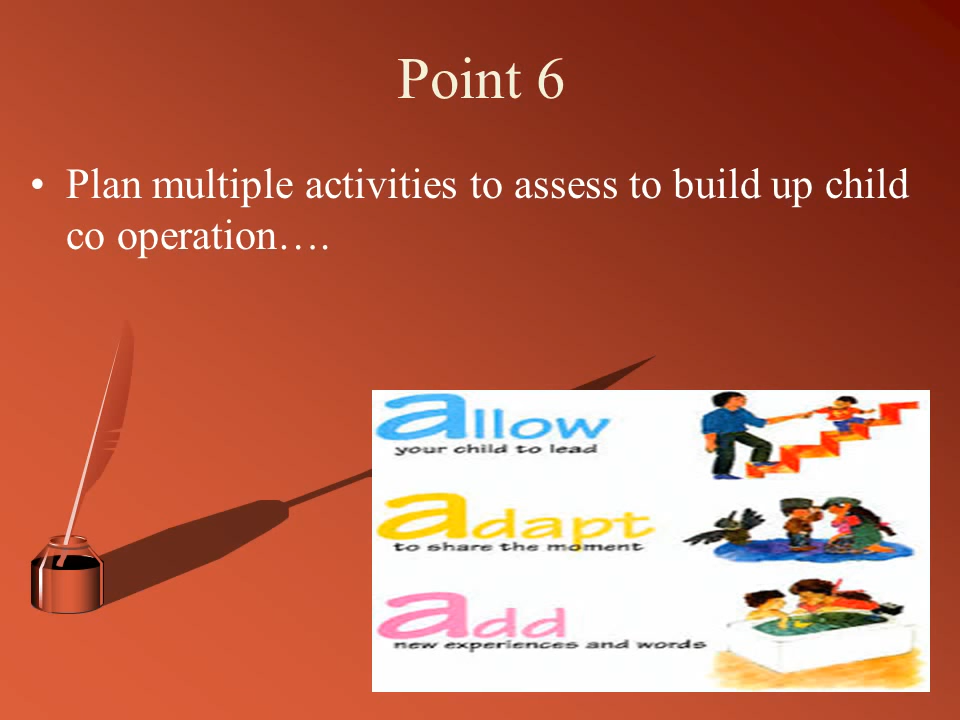 Point 6
• Plan multiple activities to assess to build up child
co operation….
allow
your child to lead
adapt
to share the moment
add
new experiences and words